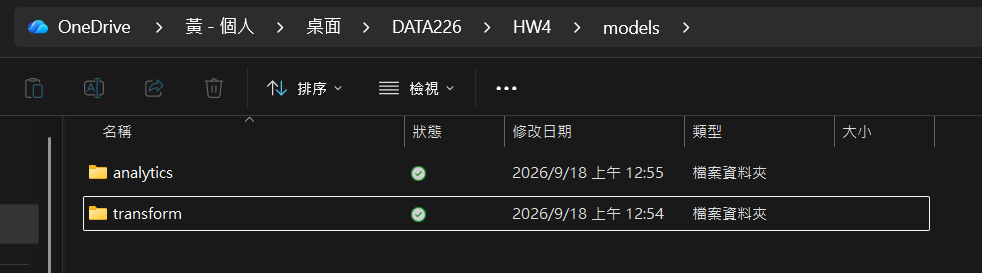 OneDrive > 黃 - 個人 > 桌面 > DATA226 > HW4 > models >
排序 檢視
名稱 狀態 修改日期 類型 大小
analytics 2026/9/18 上午 12:55 檔案資料夾
transform 2026/9/18 上午 12:54 檔案資料夾